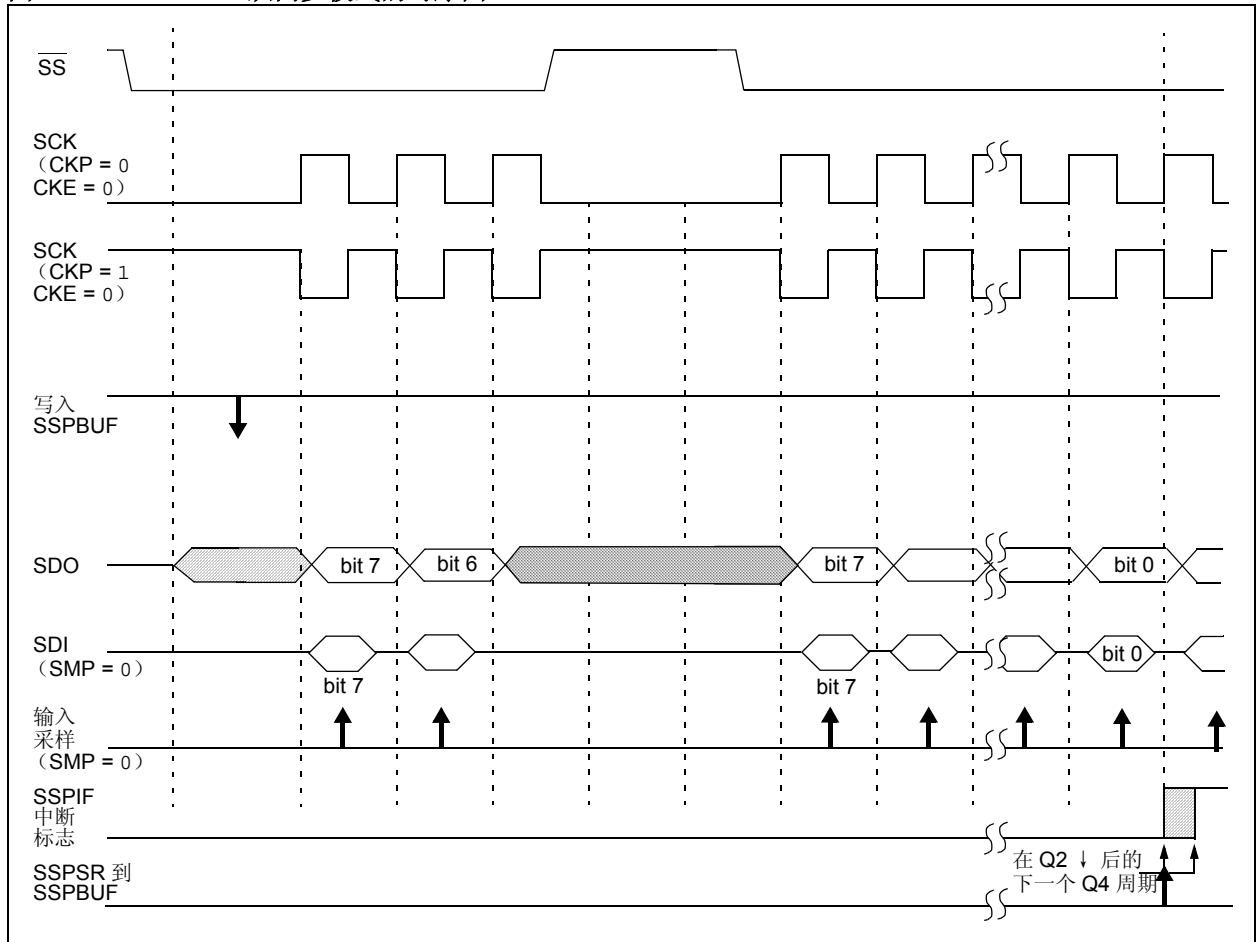 SS
SCK
（CKP = 0
CKE = 0）
SCK
（CKP = 1
CKE = 0）
写入
SSPBUF
SDO
bit 7
bit 6
bit 7
bit 0
SDI
（SMP = 0）
bit 7
bit 7
bit 0
输入
采样
（SMP = 0）
SSPIF
中断
标志
在 Q2 ↓ 后的
下一个 Q4 周期
SSPSR 到
SSPBUF